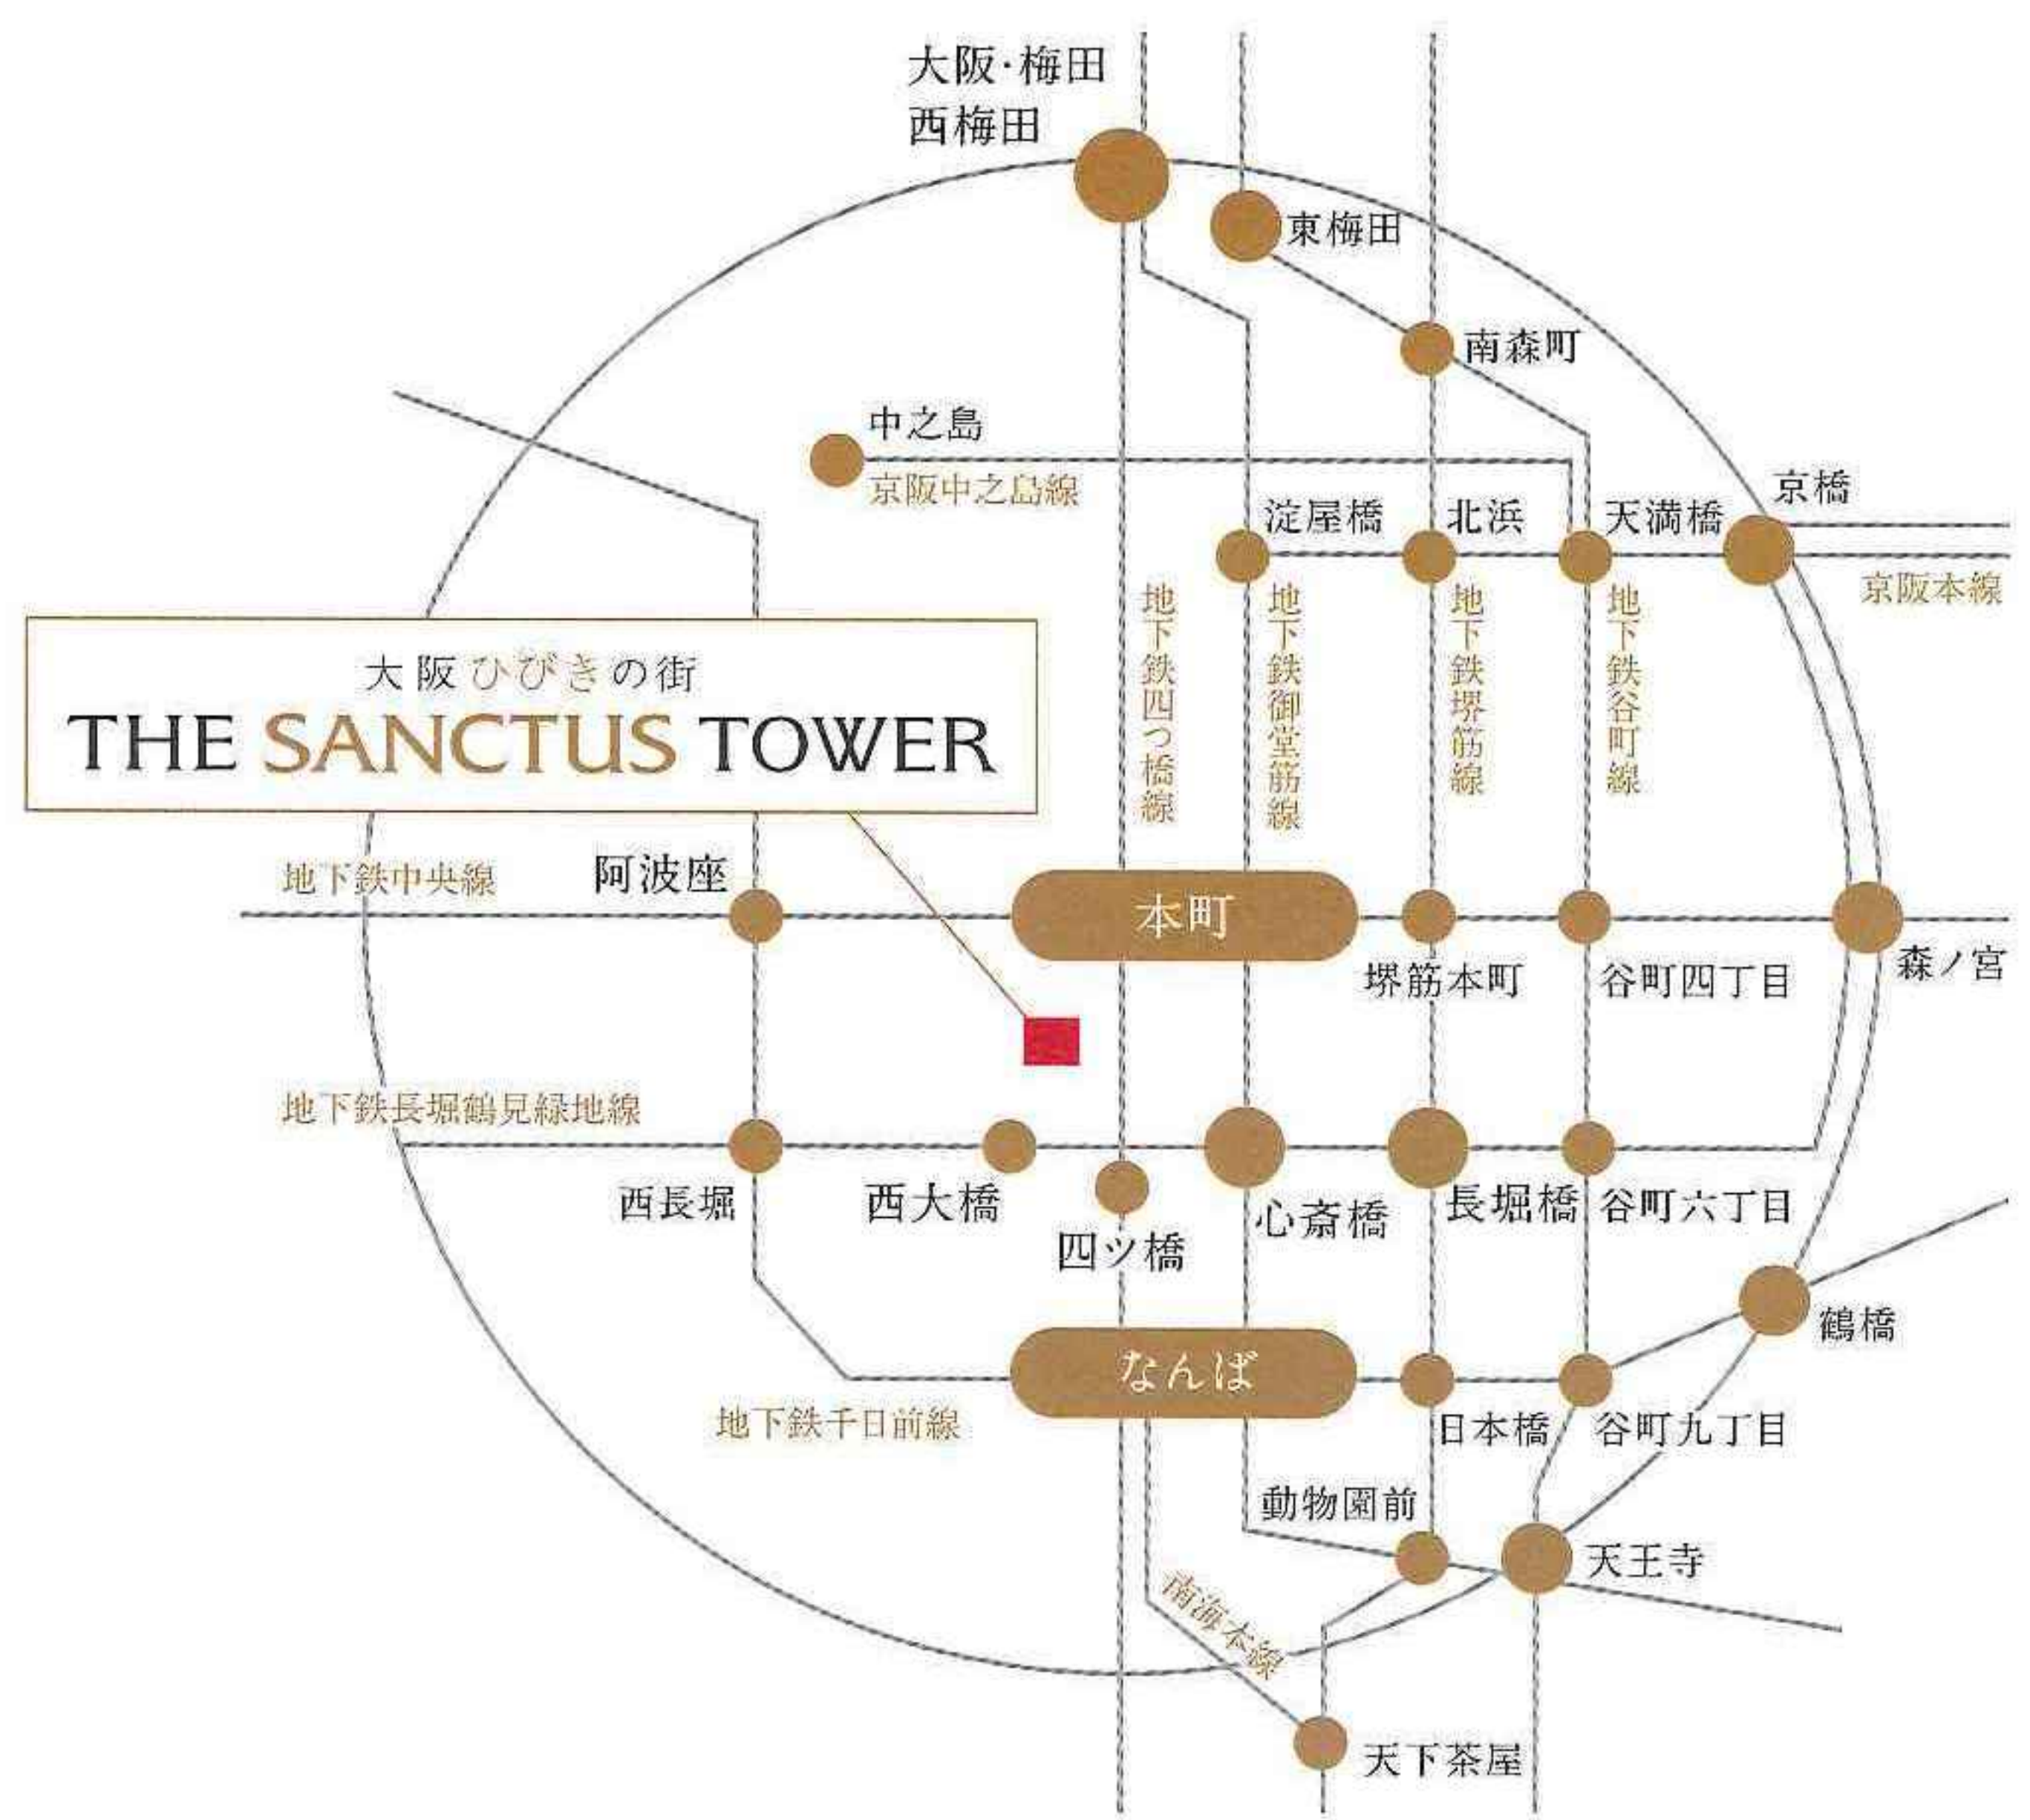 大阪・梅田
西梅田
東梅田
南森町
中之島
京阪中之島線
京橋
淀屋橋
北浜
天満橋
京阪本線
地下鉄四つ橋線
地下鉄御堂筋線
地下鉄堺筋線
地下鉄谷町線
大阪ひびきの街
THE SANCTUS TOWER
地下鉄中央線
阿波座
本町
堺筋本町
谷町四丁目
森ノ宮
地下鉄長堀鶴見緑地線
西長堀
西大橋
四ツ橋
心斎橋
長堀橋
谷町六丁目
鶴橋
なんば
地下鉄千日前線
日本橋
谷町九丁目
動物園前
天王寺
南海本線
天下茶屋